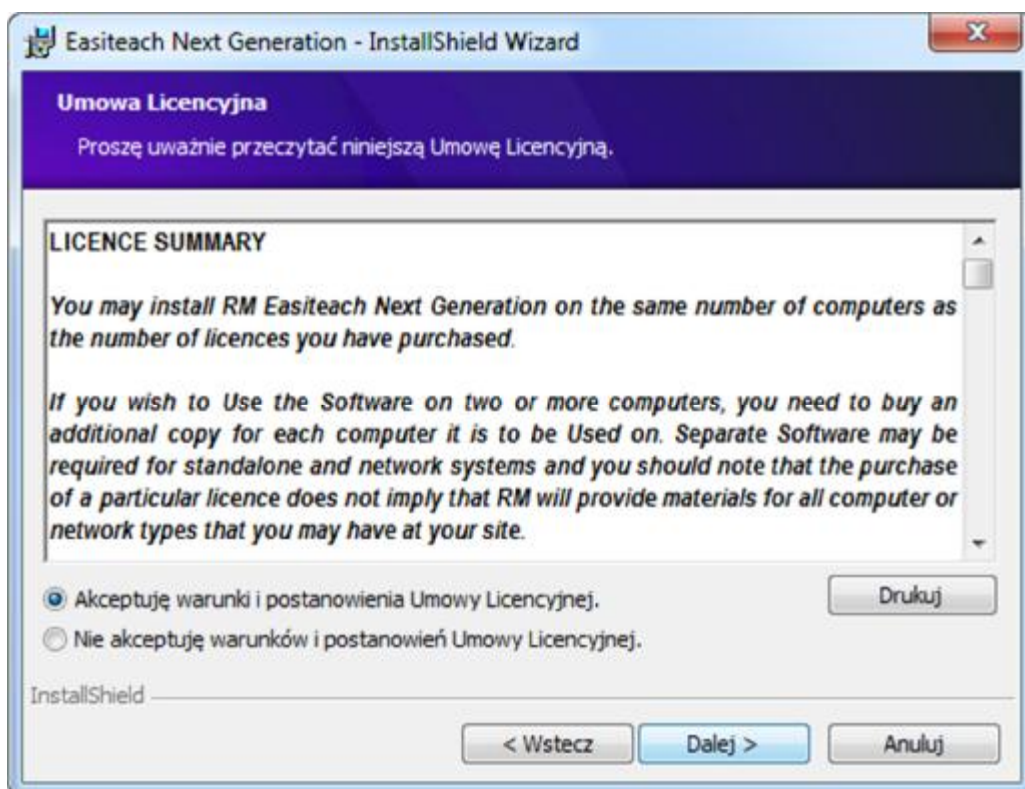 Easiteach Next Generation - InstallShield Wizard
Umowa Licencyjna
Proszę uważnie przeczytać niniejszą Umowę Licencyjną.
LICENCE SUMMARY
You may install RM Easiteach Next Generation on the same number of computers as
the number of licences you have purchased.
If you wish to Use the Software on two or more computers, you need to buy an
additional copy for each computer it is to be Used on. Separate Software may be
required for standalone and network systems and you should note that the purchase
of a particular licence does not imply that RM will provide materials for all computer or
network types that you may have at your site.
Akceptuję warunki i postanowienia Umowy Licencyjnej.
Drukuj
Nie akceptuję warunków i postanowień Umowy Licencyjnej.
InstallShield
< Wstecz
Dalej >
Anuluj